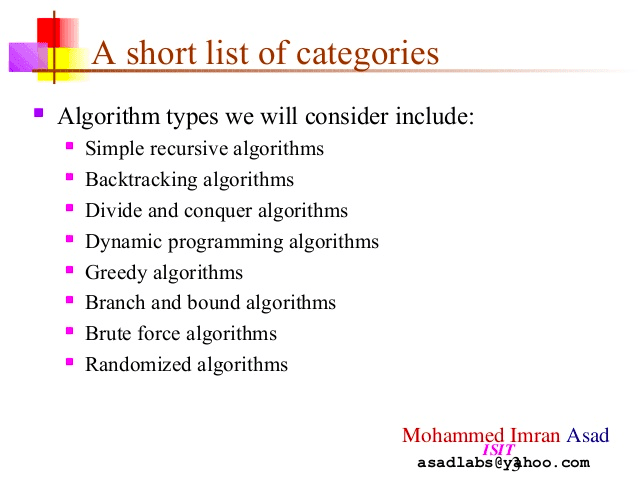 A short list of categories
Algorithm types we will consider include:
Simple recursive algorithms
Backtracking algorithms
Divide and conquer algorithms
Dynamic programming algorithms
Greedy algorithms
Branch and bound algorithms
Brute force algorithms
Randomized algorithms
Mohammed Imran Asad
ISIT
asadlabs@yahoo.com
3